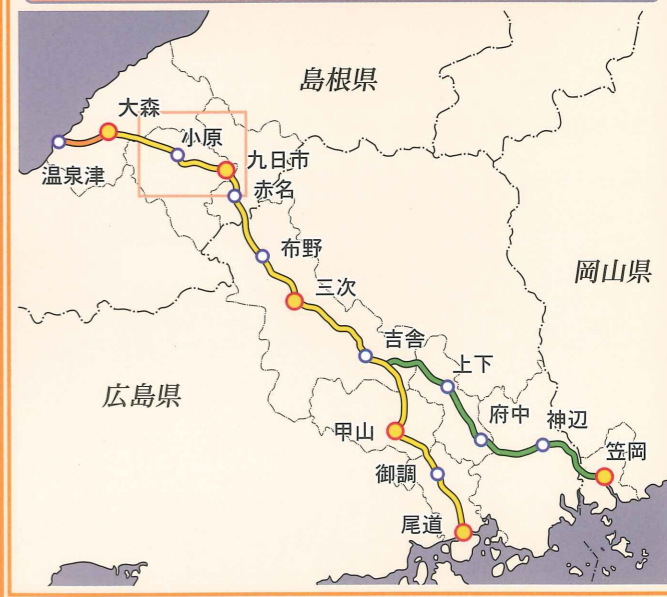 島根県
大森
小原
九日市
温泉津
赤名
布野
岡山県
三次
吉舎
上下
広島県
府中
神辺
甲山
笠岡
御調
尾道